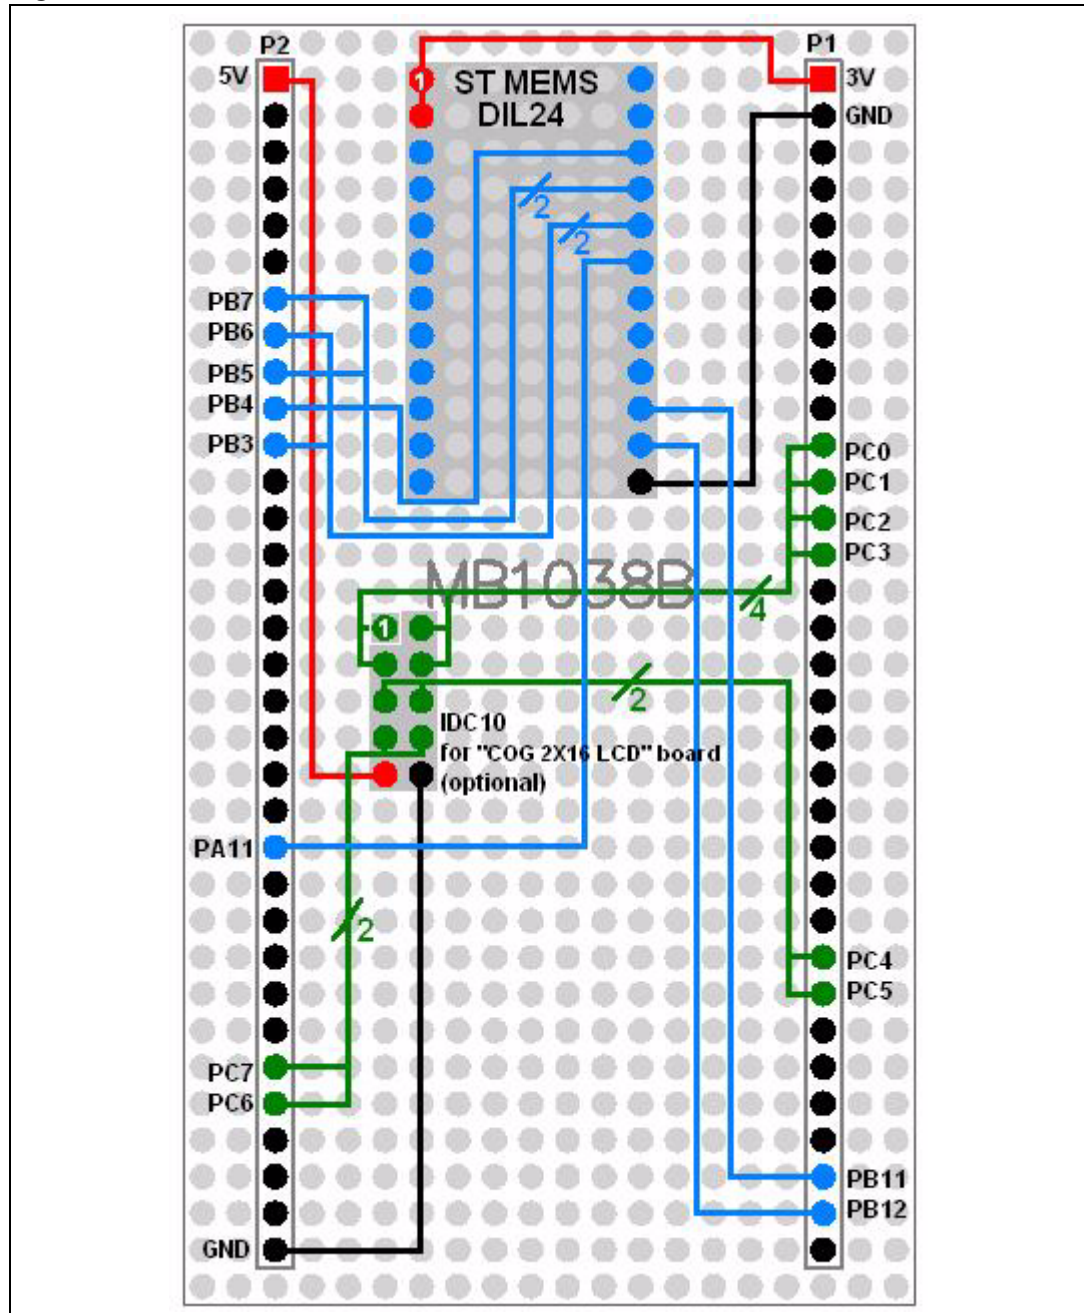 P2
P1
5V
1
ST MEMS
DIL24
3V
GND
2
2
PB7
PB6
PB5
PB4
PB3
PC0
PC1
PC2
PC3
MB1038B
4
1
2
IDC10
for "COG 2X16 LCD" board
(optional)
PA11
2
PC4
PC5
PC7
PC6
PB11
PB12
GND